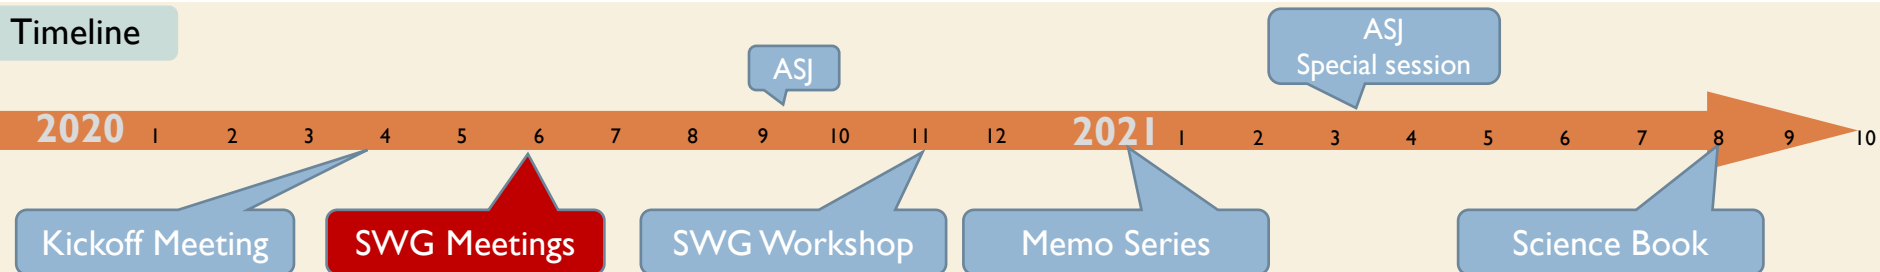 Timeline
ASJ
ASJ
Special session
2020 1 2 3 4 5 6 7 8 9 10 11 12 2021 1 2 3 4 5 6 7 8 9 10
Kickoff Meeting
SWG Meetings
SWG Workshop
Memo Series
Science Book